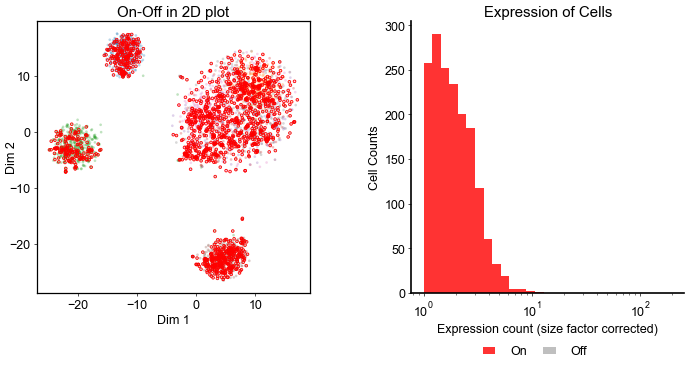 On-Off in 2D plot
Dim 2
10
0
−10
−20
−20 −10 0 10
Dim 1
Expression of Cells
Cell Counts
300
250
200
150
100
50
0
10⁰ 10¹ 10²
Expression count (size factor corrected)
On Off